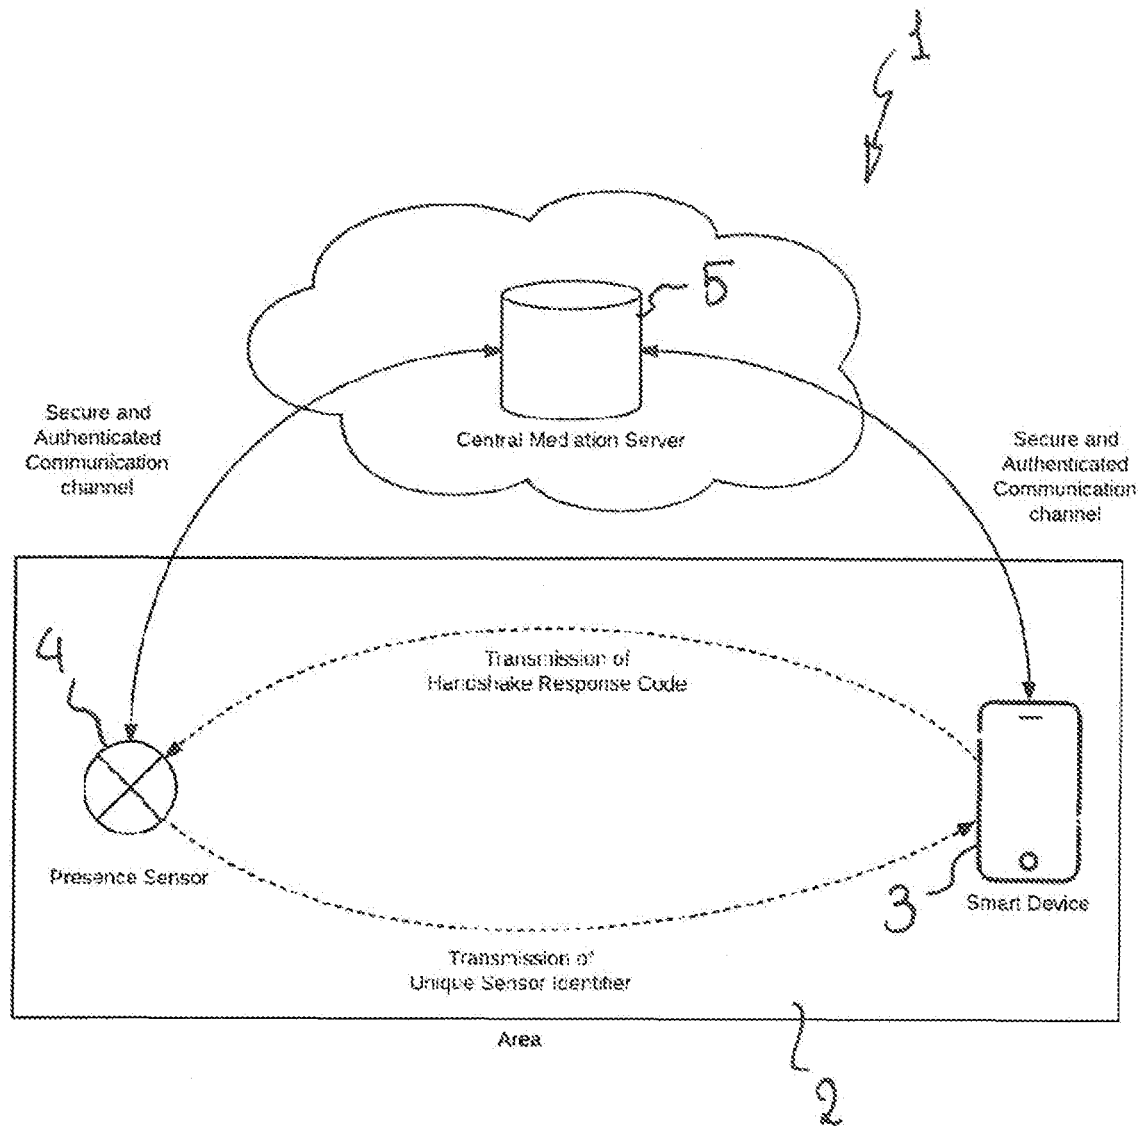 1
5
Central Mediation Server
Secure and
Authenticated
Communication
channel
Secure and
Authenticated
Communication
channel
4
Transmission of
Handshake Response Code
Presence Sensor
3
Smart Device
Transmission of
Unique Sensor Identifier
Area
2